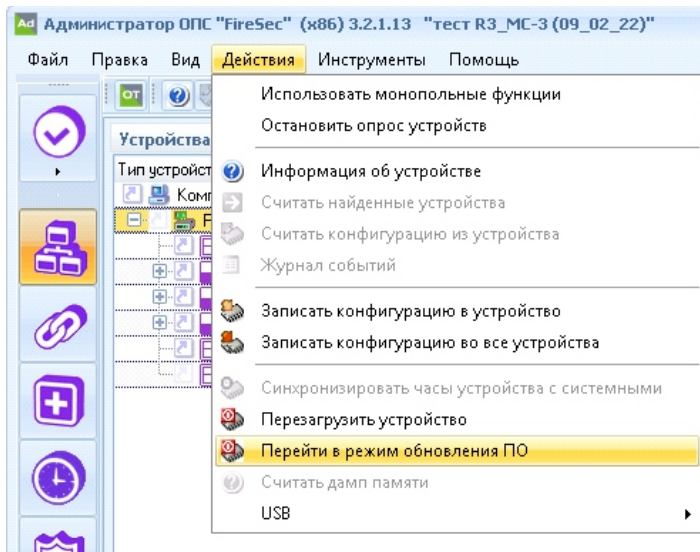 Ad Администратор ОПС "FireSec" (x86) 3.2.1.13 "тест R3_МС-3 (09_02_22)"
Файл Правка Вид Действия Инструменты Помощь
ОТ
Использовать монопольные функции
Остановить опрос устройств
Устройства
Тип устройст
Информация об устройстве
Комп
Считать найденные устройства
F
Считать конфигурацию из устройства
Журнал событий
Записать конфигурацию в устройство
Записать конфигурацию во все устройства
Синхронизировать часы устройства с системными
Перезагрузить устройство
Перейти в режим обновления ПО
Считать дамп памяти
USB